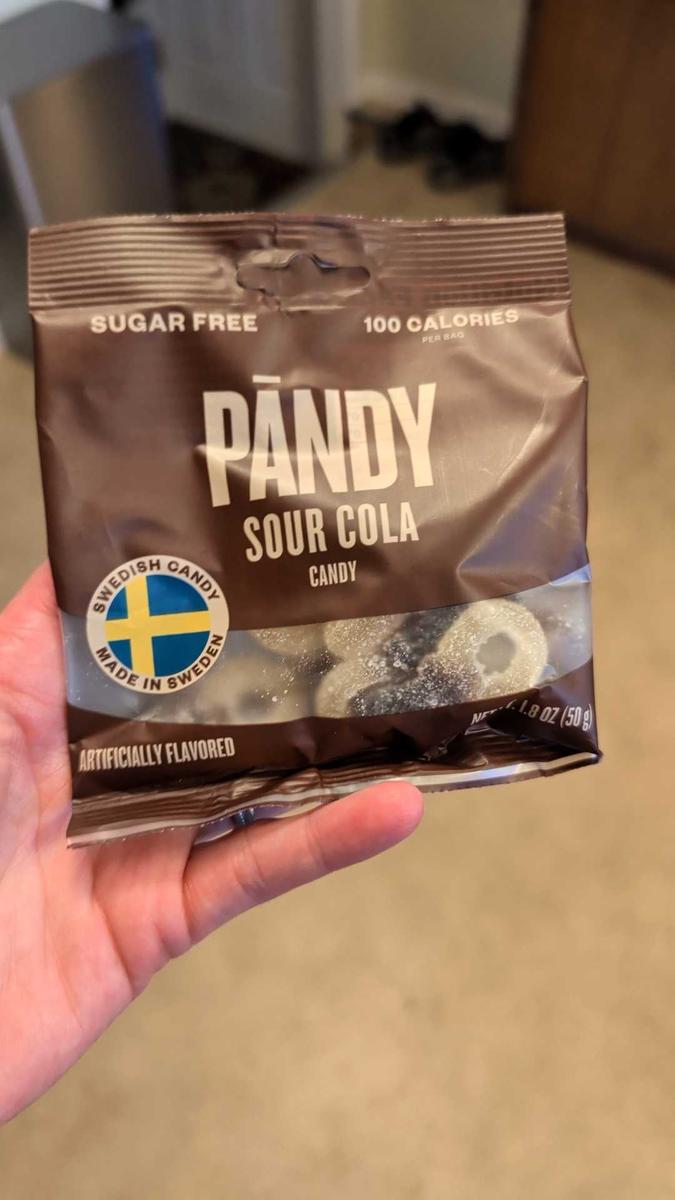 SUGAR FREE
100 CALORIES
PER BAG
PÄNDY
SOUR COLA
CANDY
SWEDISH CANDY
MADE IN SWEDEN
ARTIFICIALLY FLAVORED
1.8 OZ (50 g)